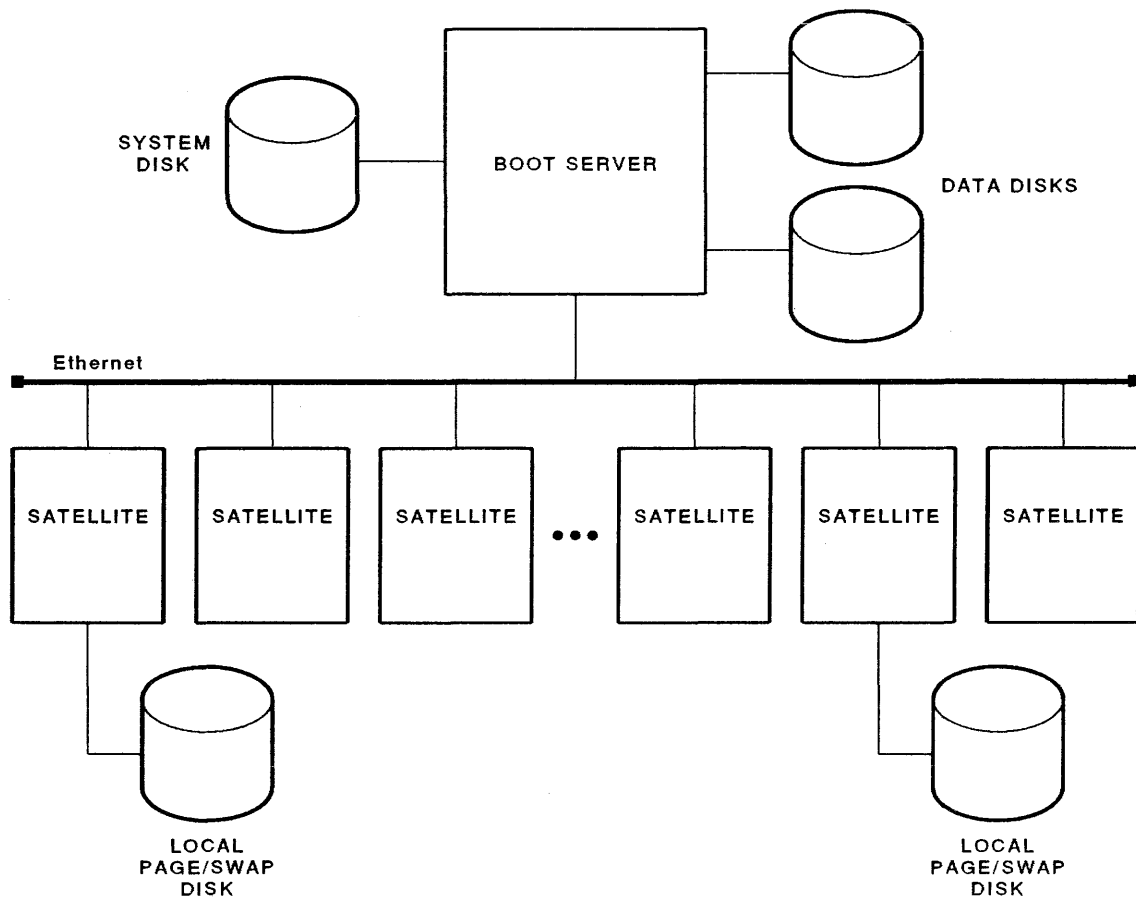 SYSTEM
DISK
BOOT SERVER
DATA DISKS
Ethernet
SATELLITE
SATELLITE
SATELLITE
SATELLITE
SATELLITE
SATELLITE
LOCAL
PAGE/SWAP
DISK
LOCAL
PAGE/SWAP
DISK